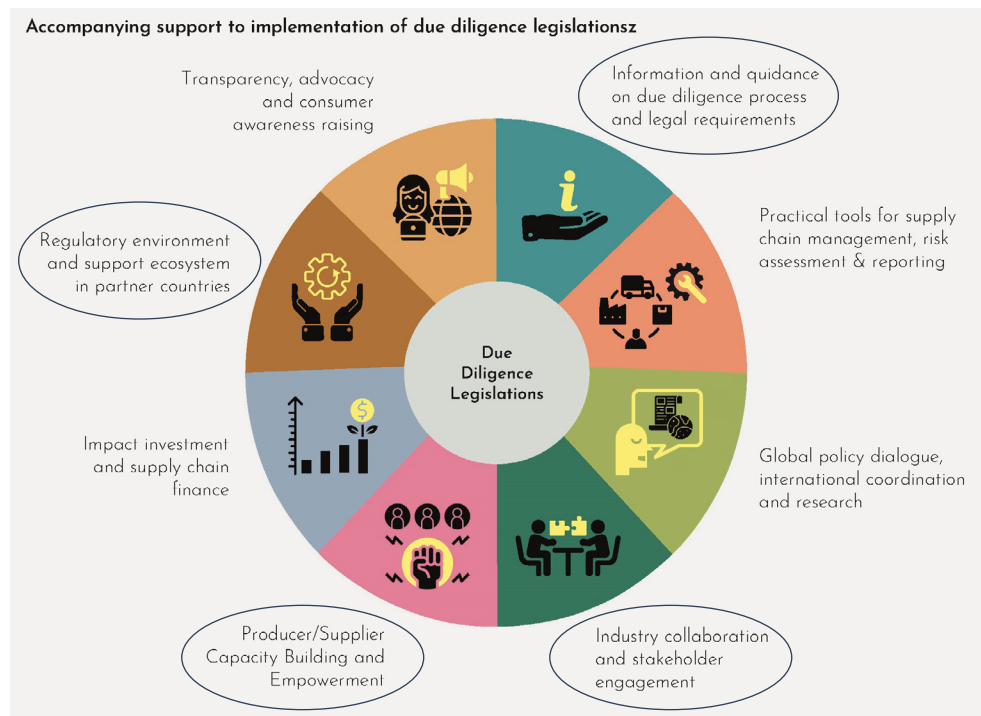 Accompanying support to implementation of due diligence legislationsz
Transparency, advocacy
and consumer
awareness raising
Information and quidance
on due diligence process
and legal requirements
Regulatory environment
and support ecosystem
in partner countries
Practical tools for supply
chain management, risk
assessment & reporting
i
Due
Diligence
Legislations
$
Impact investment
and supply chain
finance
Global policy dialogue,
international coordination
and research
Producer/Supplier
Capacity Building and
Empowerment
Industry collaboration
and stakeholder
engagement